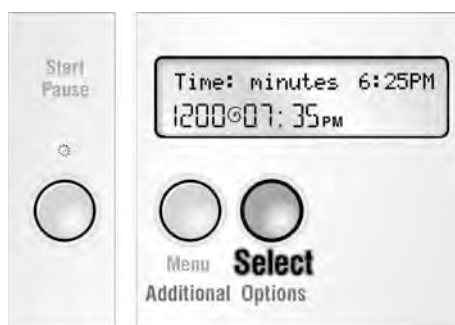 Start
Pause
Time: minutes 6:25PM
1200 07:35PM
Menu Select
Additional Options